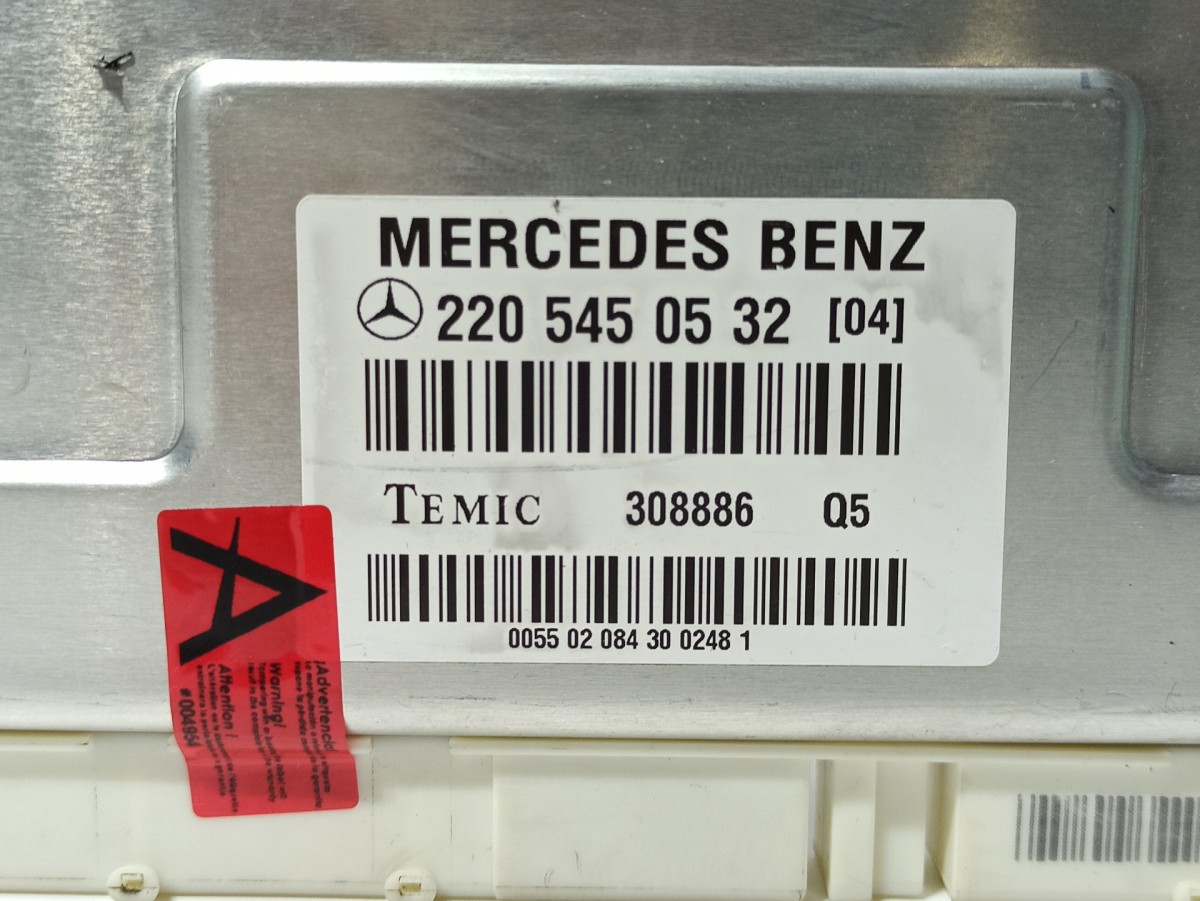 MERCEDES BENZ
220 545 05 32 [04]
TEMIC 308886 Q5
0055 02 084 30 0248 1
A
¡Advertencia!
Warning!
Attention !
#004954